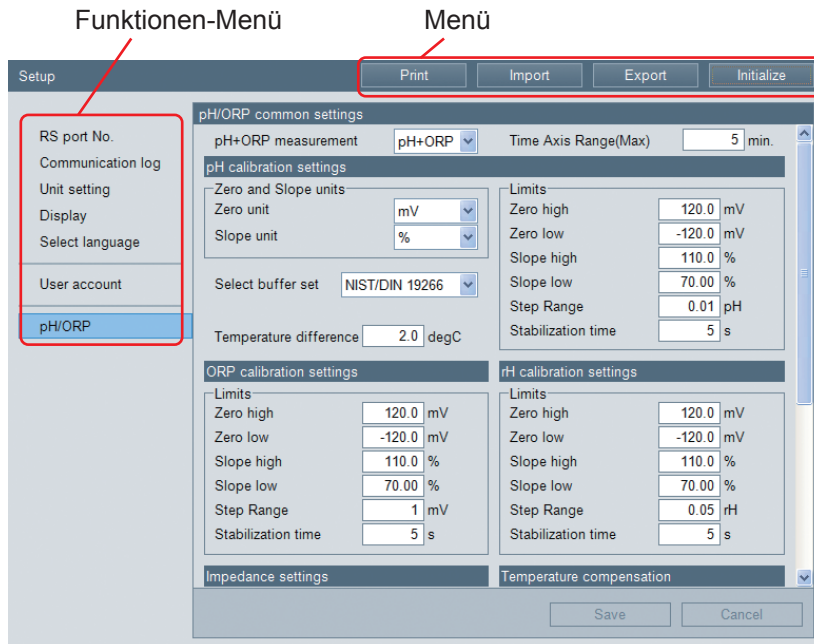 Funktionen-Menü
Menü
Setup
Print
Import
Export
Initialize
RS port No.
Communication log
Unit setting
Display
Select language
User account
pH/ORP
pH/ORP common settings
pH+ORP measurement pH+ORP
Time Axis Range(Max) 5 min.
pH calibration settings
Zero and Slope units
Zero unit mV
Slope unit %
Select buffer set NIST/DIN 19266
Temperature difference 2.0 degC
Limits
Zero high 120.0 mV
Zero low -120.0 mV
Slope high 110.0 %
Slope low 70.00 %
Step Range 0.01 pH
Stabilization time 5 s
ORP calibration settings
Limits
Zero high 120.0 mV
Zero low -120.0 mV
Slope high 110.0 %
Slope low 70.00 %
Step Range 1 mV
Stabilization time 5 s
rH calibration settings
Limits
Zero high 120.0 mV
Zero low -120.0 mV
Slope high 110.0 %
Slope low 70.00 %
Step Range 0.05 rH
Stabilization time 5 s
Impedance settings
Temperature compensation
Save
Cancel